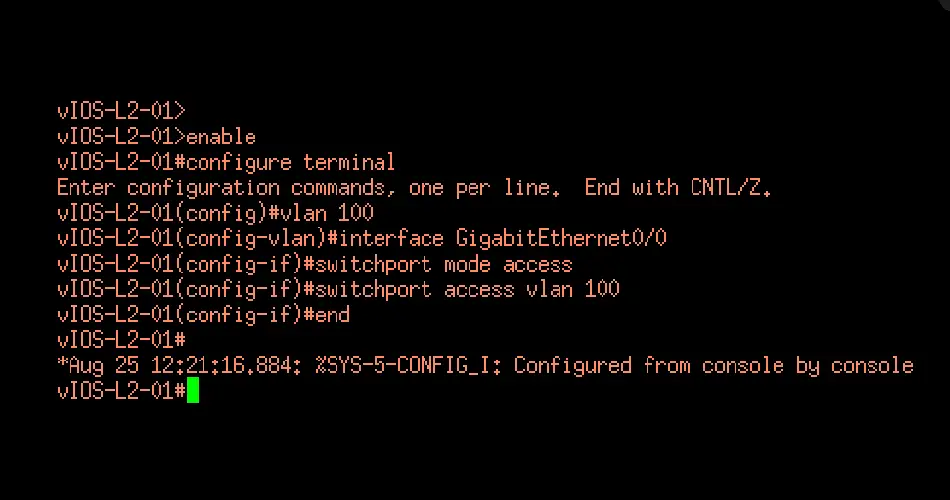 vIOS-L2-01>
vIOS-L2-01>enable
vIOS-L2-01#configure terminal
Enter configuration commands, one per line.  End with CNTL/Z.
vIOS-L2-01(config)#vlan 100
vIOS-L2-01(config-vlan)#interface GigabitEthernet0/0
vIOS-L2-01(config-if)#switchport mode access
vIOS-L2-01(config-if)#switchport access vlan 100
vIOS-L2-01(config-if)#end
vIOS-L2-01#
*Aug 25 12:21:16.884: %SYS-5-CONFIG_I: Configured from console by console
vIOS-L2-01#